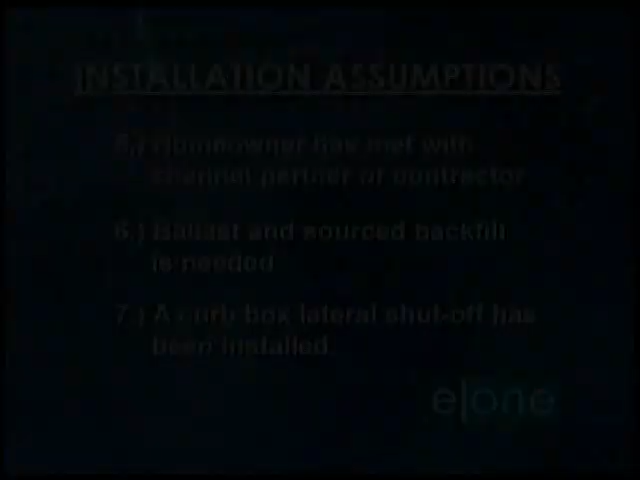 INSTALLATION ASSUMPTIONS
5.) Homeowner has met with
channel partner or contractor
6.) Ballast and sourced backfill
is needed
7.) A curb box lateral shut-off has
been installed
e|one